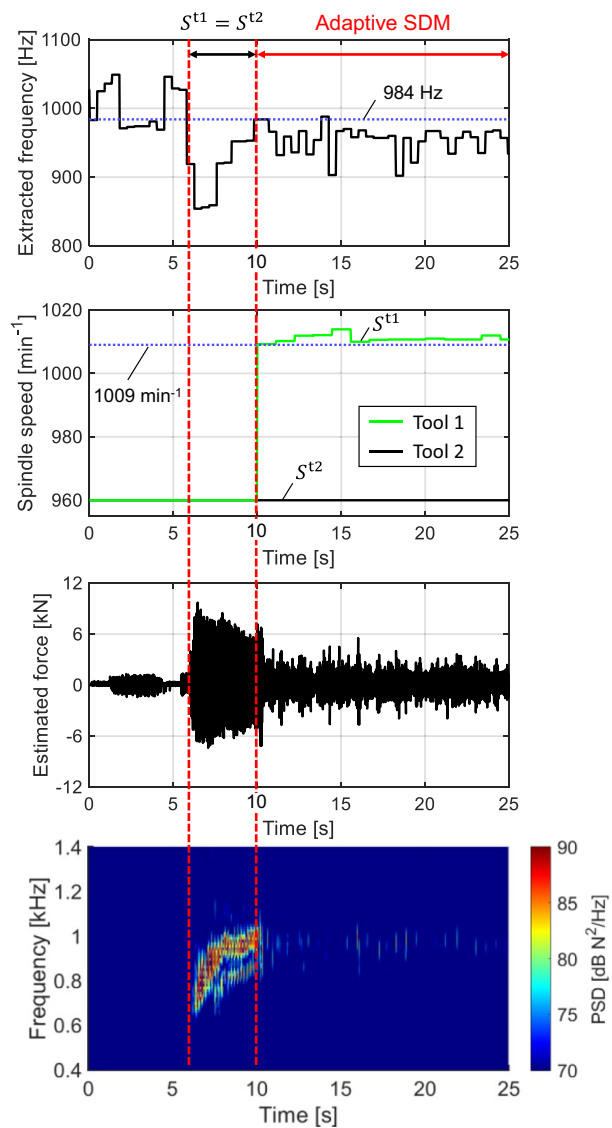 S^t1 = S^t2 Adaptive SDM
1100
1000
900
800
Extracted frequency [Hz]
984 Hz
0 5 10 15 20 25
Time [s]
1020
1000
980
960
Spindle speed [min⁻¹]
S^t1
1009 min⁻¹
Tool 1
Tool 2
S^t2
0 5 10 15 20 25
Time [s]
12
6
0
-6
-12
Estimated force [kN]
0 5 10 15 20 25
Time [s]
1.4
1.2
1
0.8
0.6
0.4
Frequency [kHz]
90
85
80
75
70
PSD [dB N²/Hz]
0 5 10 15 20 25
Time [s]